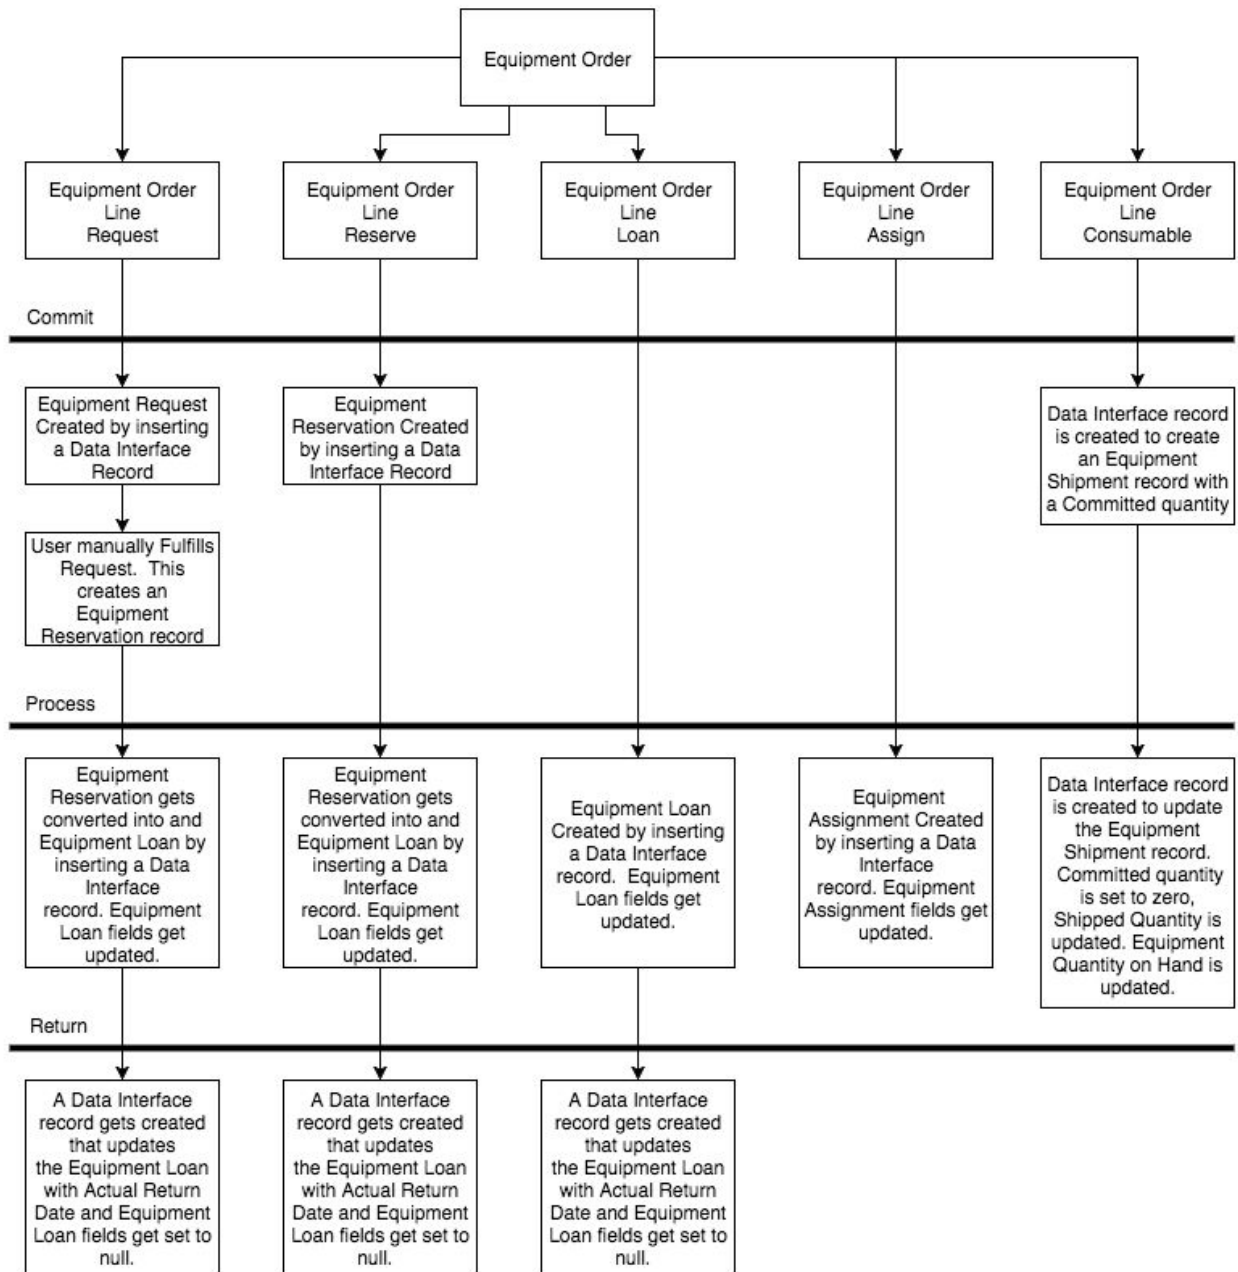 Equipment Order
Equipment Order
Line
Request
Equipment Order
Line
Reserve
Equipment Order
Line
Loan
Equipment Order
Line
Assign
Equipment Order
Line
Consumable
Commit
Equipment Request
Created by inserting
a Data Interface
Record
Equipment
Reservation Created
by inserting a Data
Interface Record
Data Interface record
is created to create
an Equipment
Shipment record with
a Committed quantity
User manually Fulfills
Request.  This
creates an
Equipment
Reservation record
Process
Equipment
Reservation gets
converted into and
Equipment Loan by
inserting a Data
Interface
record. Equipment
Loan fields get
updated.
Equipment
Reservation gets
converted into and
Equipment Loan by
inserting a Data
Interface
record. Equipment
Loan fields get
updated.
Equipment Loan
Created by inserting
a Data Interface
record.  Equipment
Loan fields get
updated.
Equipment
Assignment Created
by inserting a Data
Interface
record. Equipment
Assignment fields get
updated.
Data Interface record
is created to update
the Equipment
Shipment record.
Committed quantity
is set to zero,
Shipped Quantity is
updated. Equipment
Quantity on Hand is
updated.
Return
A Data Interface
record gets created
that updates
the Equipment Loan
with Actual Return
Date and Equipment
Loan fields get set to
null.
A Data Interface
record gets created
that updates
the Equipment Loan
with Actual Return
Date and Equipment
Loan fields get set to
null.
A Data Interface
record gets created
that updates
the Equipment Loan
with Actual Return
Date and Equipment
Loan fields get set to
null.